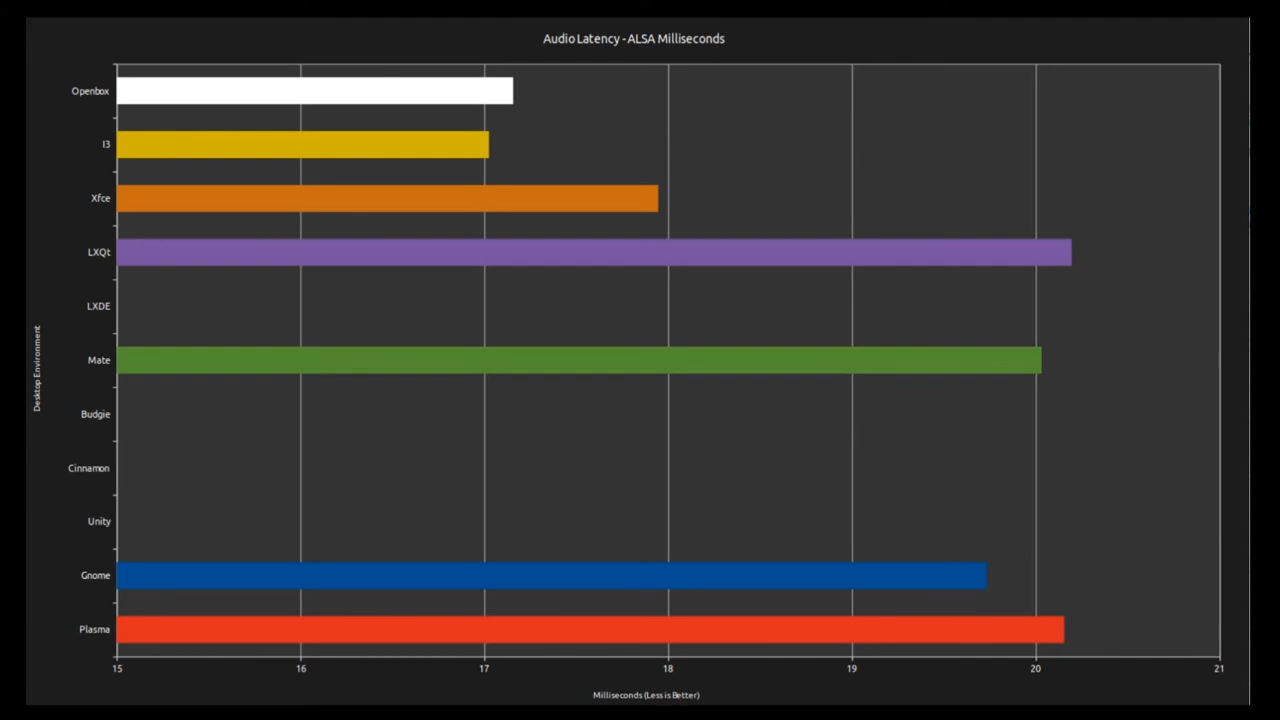 Audio Latency - ALSA Milliseconds
Openbox
I3
Xfce
LXQt
LXDE
Mate
Budgie
Cinnamon
Unity
Gnome
Plasma
Desktop Environment
15 16 17 18 19 20 21
Milliseconds (Less is Better)